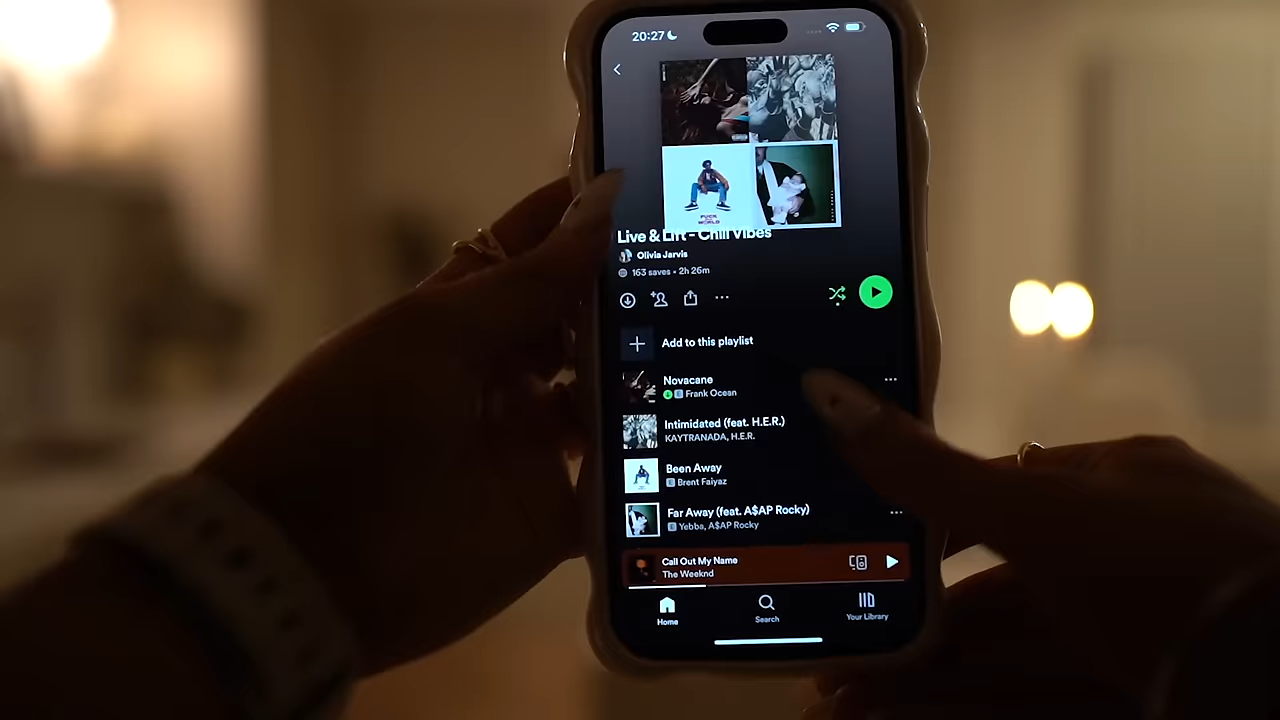 20:27
FUCK
WORLD
Live & Lift - Chill Vibes
Olivia Jarvis
163 saves • 2h 26m
Add to this playlist
Novacane
E Frank Ocean
Intimidated (feat. H.E.R.)
KAYTRANADA, H.E.R.
Been Away
E Brent Faiyaz
Far Away (feat. A$AP Rocky)
E Yebba, A$AP Rocky
Call Out My Name
The Weeknd
Home
Search
Your Library